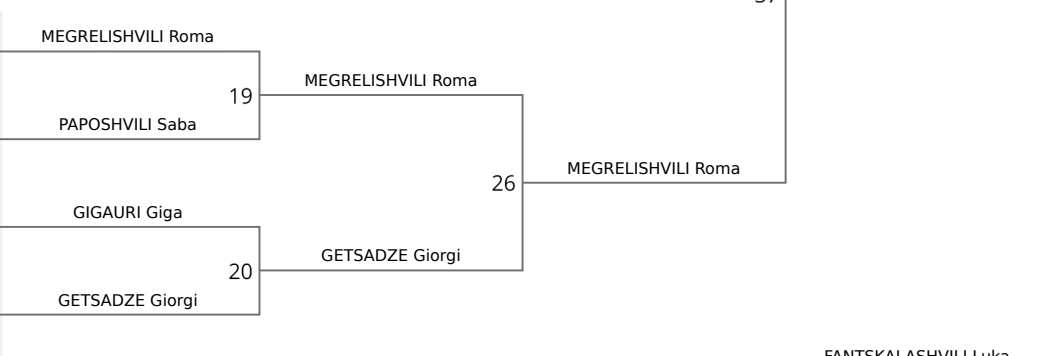 MEGRELISHVILI Roma
MEGRELISHVILI Roma
19
PAPOSHVILI Saba
MEGRELISHVILI Roma
26
GIGAURI Giga
GETSADZE Giorgi
20
GETSADZE Giorgi